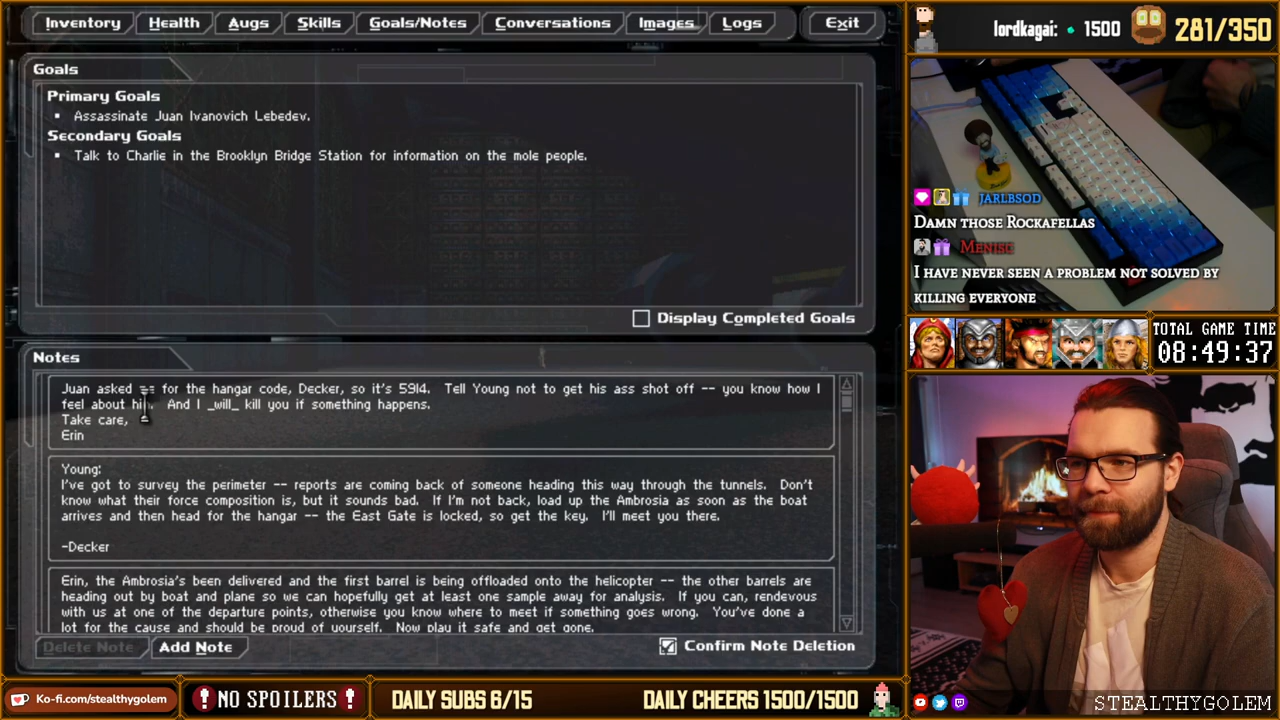 Inventory Health Augs Skills Goals/Notes Conversations Images Logs Exit
Goals
Primary Goals
Assassinate Juan Ivanovich Lebedev.
Secondary Goals
Talk to Charlie in the Brooklyn Bridge Station for information on the mole people.
Display Completed Goals
Notes
Juan asked for the hangar code, Decker, so it's 5914. Tell Young not to get his ass shot off -- you know how I
feel about him. And I _will_ kill you if something happens.
Take care,
Erin
Young:
I've got to survey the perimeter -- reports are coming back of someone heading this way through the tunnels. Don't
know what their force composition is, but it sounds bad. If I'm not back, load up the Ambrosia as soon as the boat
arrives and then head for the hangar -- the East Gate is locked, so get the key. I'll meet you there.
-Decker
Erin, the Ambrosia's been delivered and the first barrel is being offloaded onto the helicopter -- the other barrels are
heading out by boat and plane so we can hopefully get at least one sample away for analysis. If you can, rendevous
with us at one of the departure points, otherwise you know where to meet if something goes wrong. You've done a
lot for the cause and should be proud of yourself. Now play it safe and get gone.
Delete Note Add Note Confirm Note Deletion
lordkagai: 1500 281/350
JARLBSOD
DAMN THOSE ROCKAFELLAS
MENISC
I HAVE NEVER SEEN A PROBLEM NOT SOLVED BY
KILLING EVERYONE
TOTAL GAME TIME
08:49:37
Ko-fi.com/stealthygolem
NO SPOILERS
DAILY SUBS 6/15
DAILY CHEERS 1500/1500
STEALTHYGOLEM